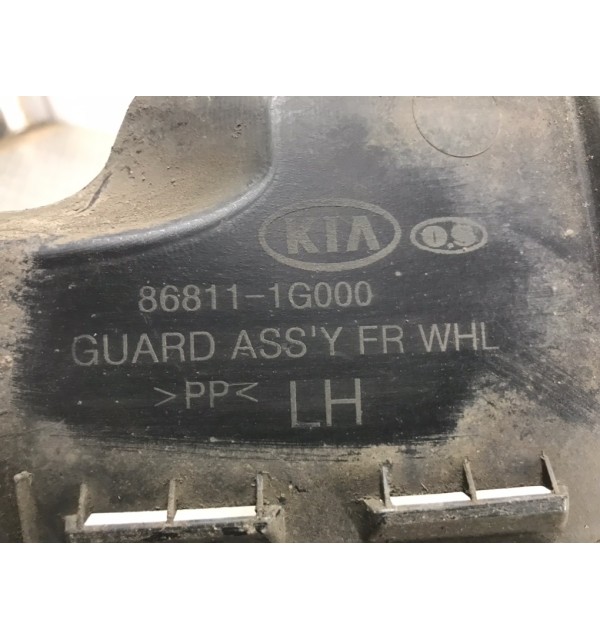 KIA O.S
86811-1G000
GUARD ASS'Y FR WHL
>PP< LH